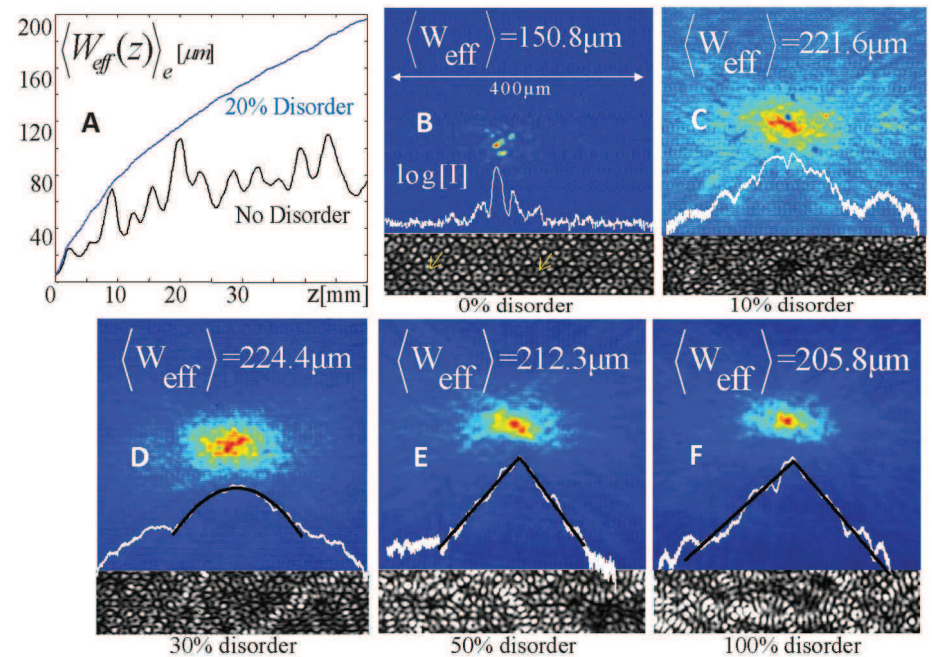 200
160
120
80
40
0
10
20
30
z[mm]
⟨W_eff(z)⟩_e [μm]
20% Disorder
A
No Disorder
⟨W_eff⟩=150.8μm
400μm
B
log[I]
0% disorder
⟨W_eff⟩=221.6μm
C
10% disorder
⟨W_eff⟩=224.4μm
D
30% disorder
⟨W_eff⟩=212.3μm
E
50% disorder
⟨W_eff⟩=205.8μm
F
100% disorder